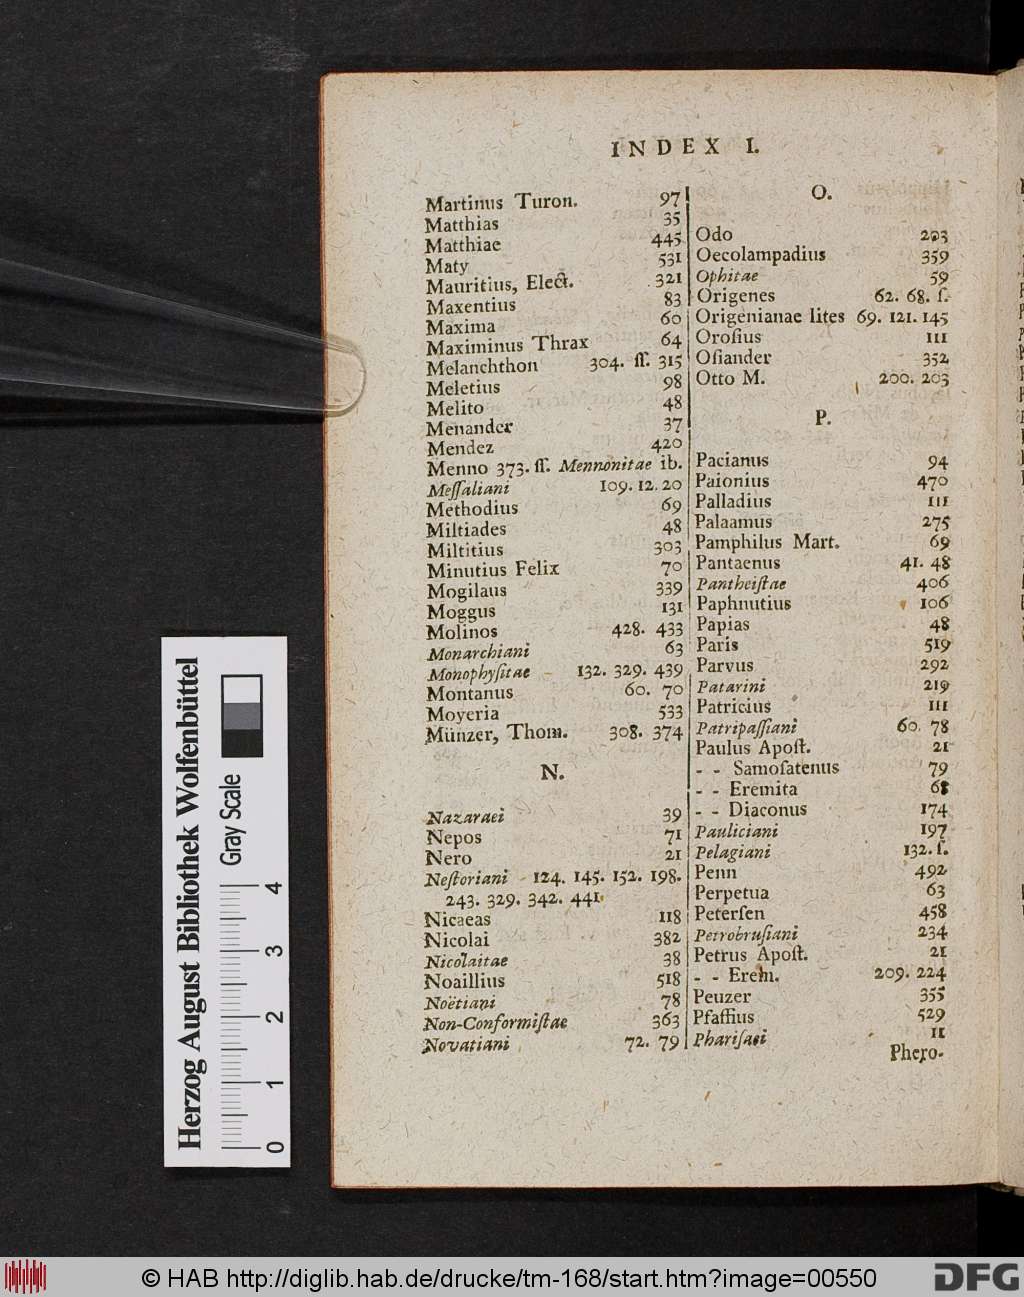 INDEX I.
Martinus Turon. 97
Matthias 35
Matthiae 445
Maty 531
Mauritius, Elect. 321
Maxentius 83
Maxima 60
Maximinus Thrax 64
Melanchthon 304. ſſ. 315
Meletius 98
Melito 48
Menander 37
Mendez 420
Menno 373. ſſ. Mennonitae ib.
Meſſaliani 109. 12. 20
Methodius 69
Miltiades 48
Miltitius 303
Minutius Felix 70
Mogilaus 339
Moggus 131
Molinos 428. 433
Monarchiani 63
Monophyſitae 132. 329. 439
Montanus 60. 70
Moyeria 533
Münzer, Thom. 308. 374
N.
Nazaraei 39
Nepos 71
Nero 21
Neſtoriani 124. 145. 152. 198.
243. 329. 342. 441
Nicaeas 118
Nicolai 382
Nicolaitae 38
Noaillius 518
Noëtiani 78
Non-Conformiſtae 363
Novatiani 72. 79
O.
Odo 203
Oecolampadius 359
Ophitae 59
Origenes 62. 68. ſ.
Origenianae lites 69. 121. 145
Oroſius 111
Oſiander 352
Otto M. 200. 203
P.
Pacianus 94
Paionius 470
Palladius 111
Palaamus 275
Pamphilus Mart. 69
Pantaenus 41. 48
Pantheiſtae 406
Paphnutius 106
Papias 48
Paris 519
Parvus 292
Patarini 219
Patricius 111
Patripaſſiani 60. 78
Paulus Apoſt. 21
- - Samoſatenus 79
- - Eremita 68
- - Diaconus 174
Pauliciani 197
Pelagiani 132. ſ.
Penn 492
Perpetua 63
Peterſen 458
Petrobruſiani 234
Petrus Apoſt. 21
- - Erem. 209. 224
Peuzer 355
Pfaffius 529
Phariſaei 11
Phero-
Herzog August Bibliothek Wolfenbüttel
Gray Scale
0 1 2 3 4
© HAB http://diglib.hab.de/drucke/tm-168/start.htm?image=00550
DFG